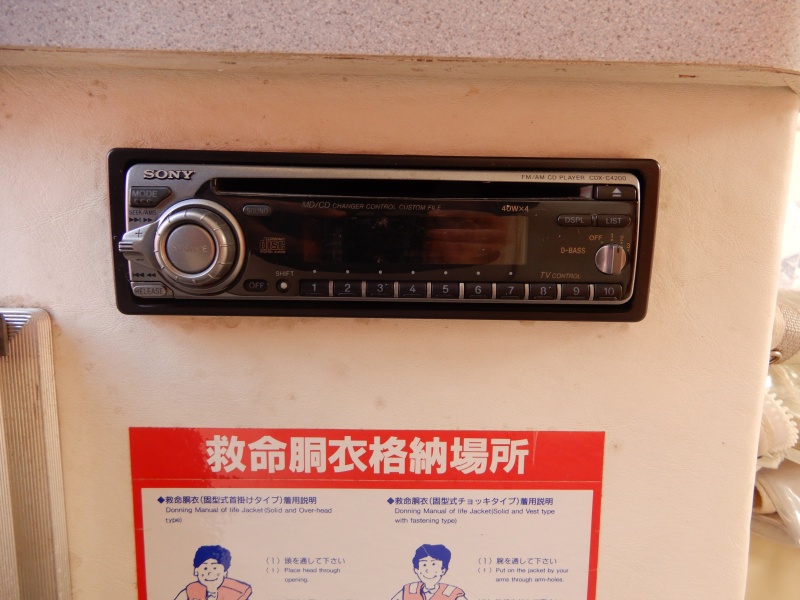 SONY
FM/AM CD PLAYER CDX-C4200
MODE
SEEK/AMS
SOUND
MD/CD CHANGER CONTROL CUSTOM FILE
40W×4
DSPL
LIST
OFF
D-BASS
SHIFT
TV CONTROL
RELEASE
OFF
1 2 3 4 5 6 7 8 9 10
救命胴衣格納場所
◆救命胴衣(固型式首掛けタイプ)着用説明
Donning Manual of life Jacket(Solid and Over-head
type)
(1) 頭を通して下さい
(1) Place head through
opening.
◆救命胴衣(固型式チョッキタイプ)着用説明
Donning Manual of life Jacket(Solid and Vest type
with fastening type)
(1) 腕を通して下さい
(1) Put on the jacket by your
arms through arm-holes.